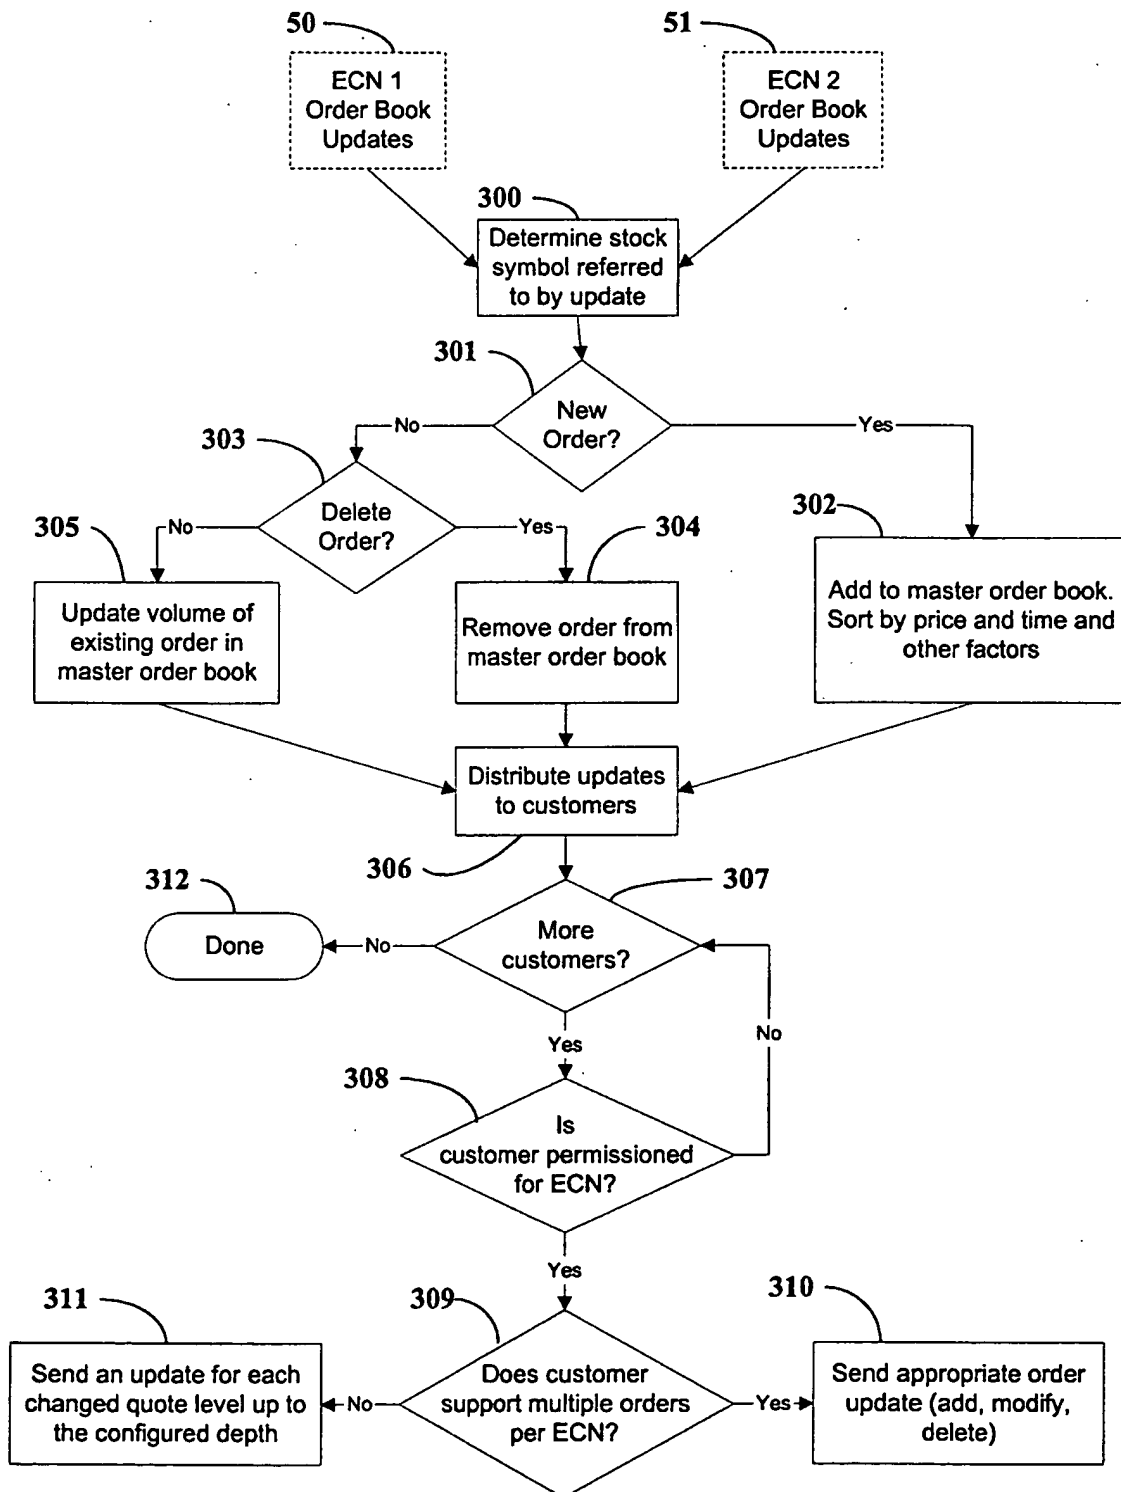 50
51
ECN 1
Order Book
Updates
ECN 2
Order Book
Updates
300
Determine stock
symbol referred
to by update
301
New
Order?
No
Yes
303
Delete
Order?
No
Yes
305
304
302
Update volume of
existing order in
master order book
Remove order from
master order book
Add to master order book.
Sort by price and time and
other factors
Distribute updates
to customers
306
307
312
Done
No
More
customers?
Yes
No
308
Is
customer permissioned
for ECN?
Yes
311
309
310
Send an update for each
changed quote level up to
the configured depth
No
Does customer
support multiple orders
per ECN?
Yes
Send appropriate order
update (add, modify,
delete)